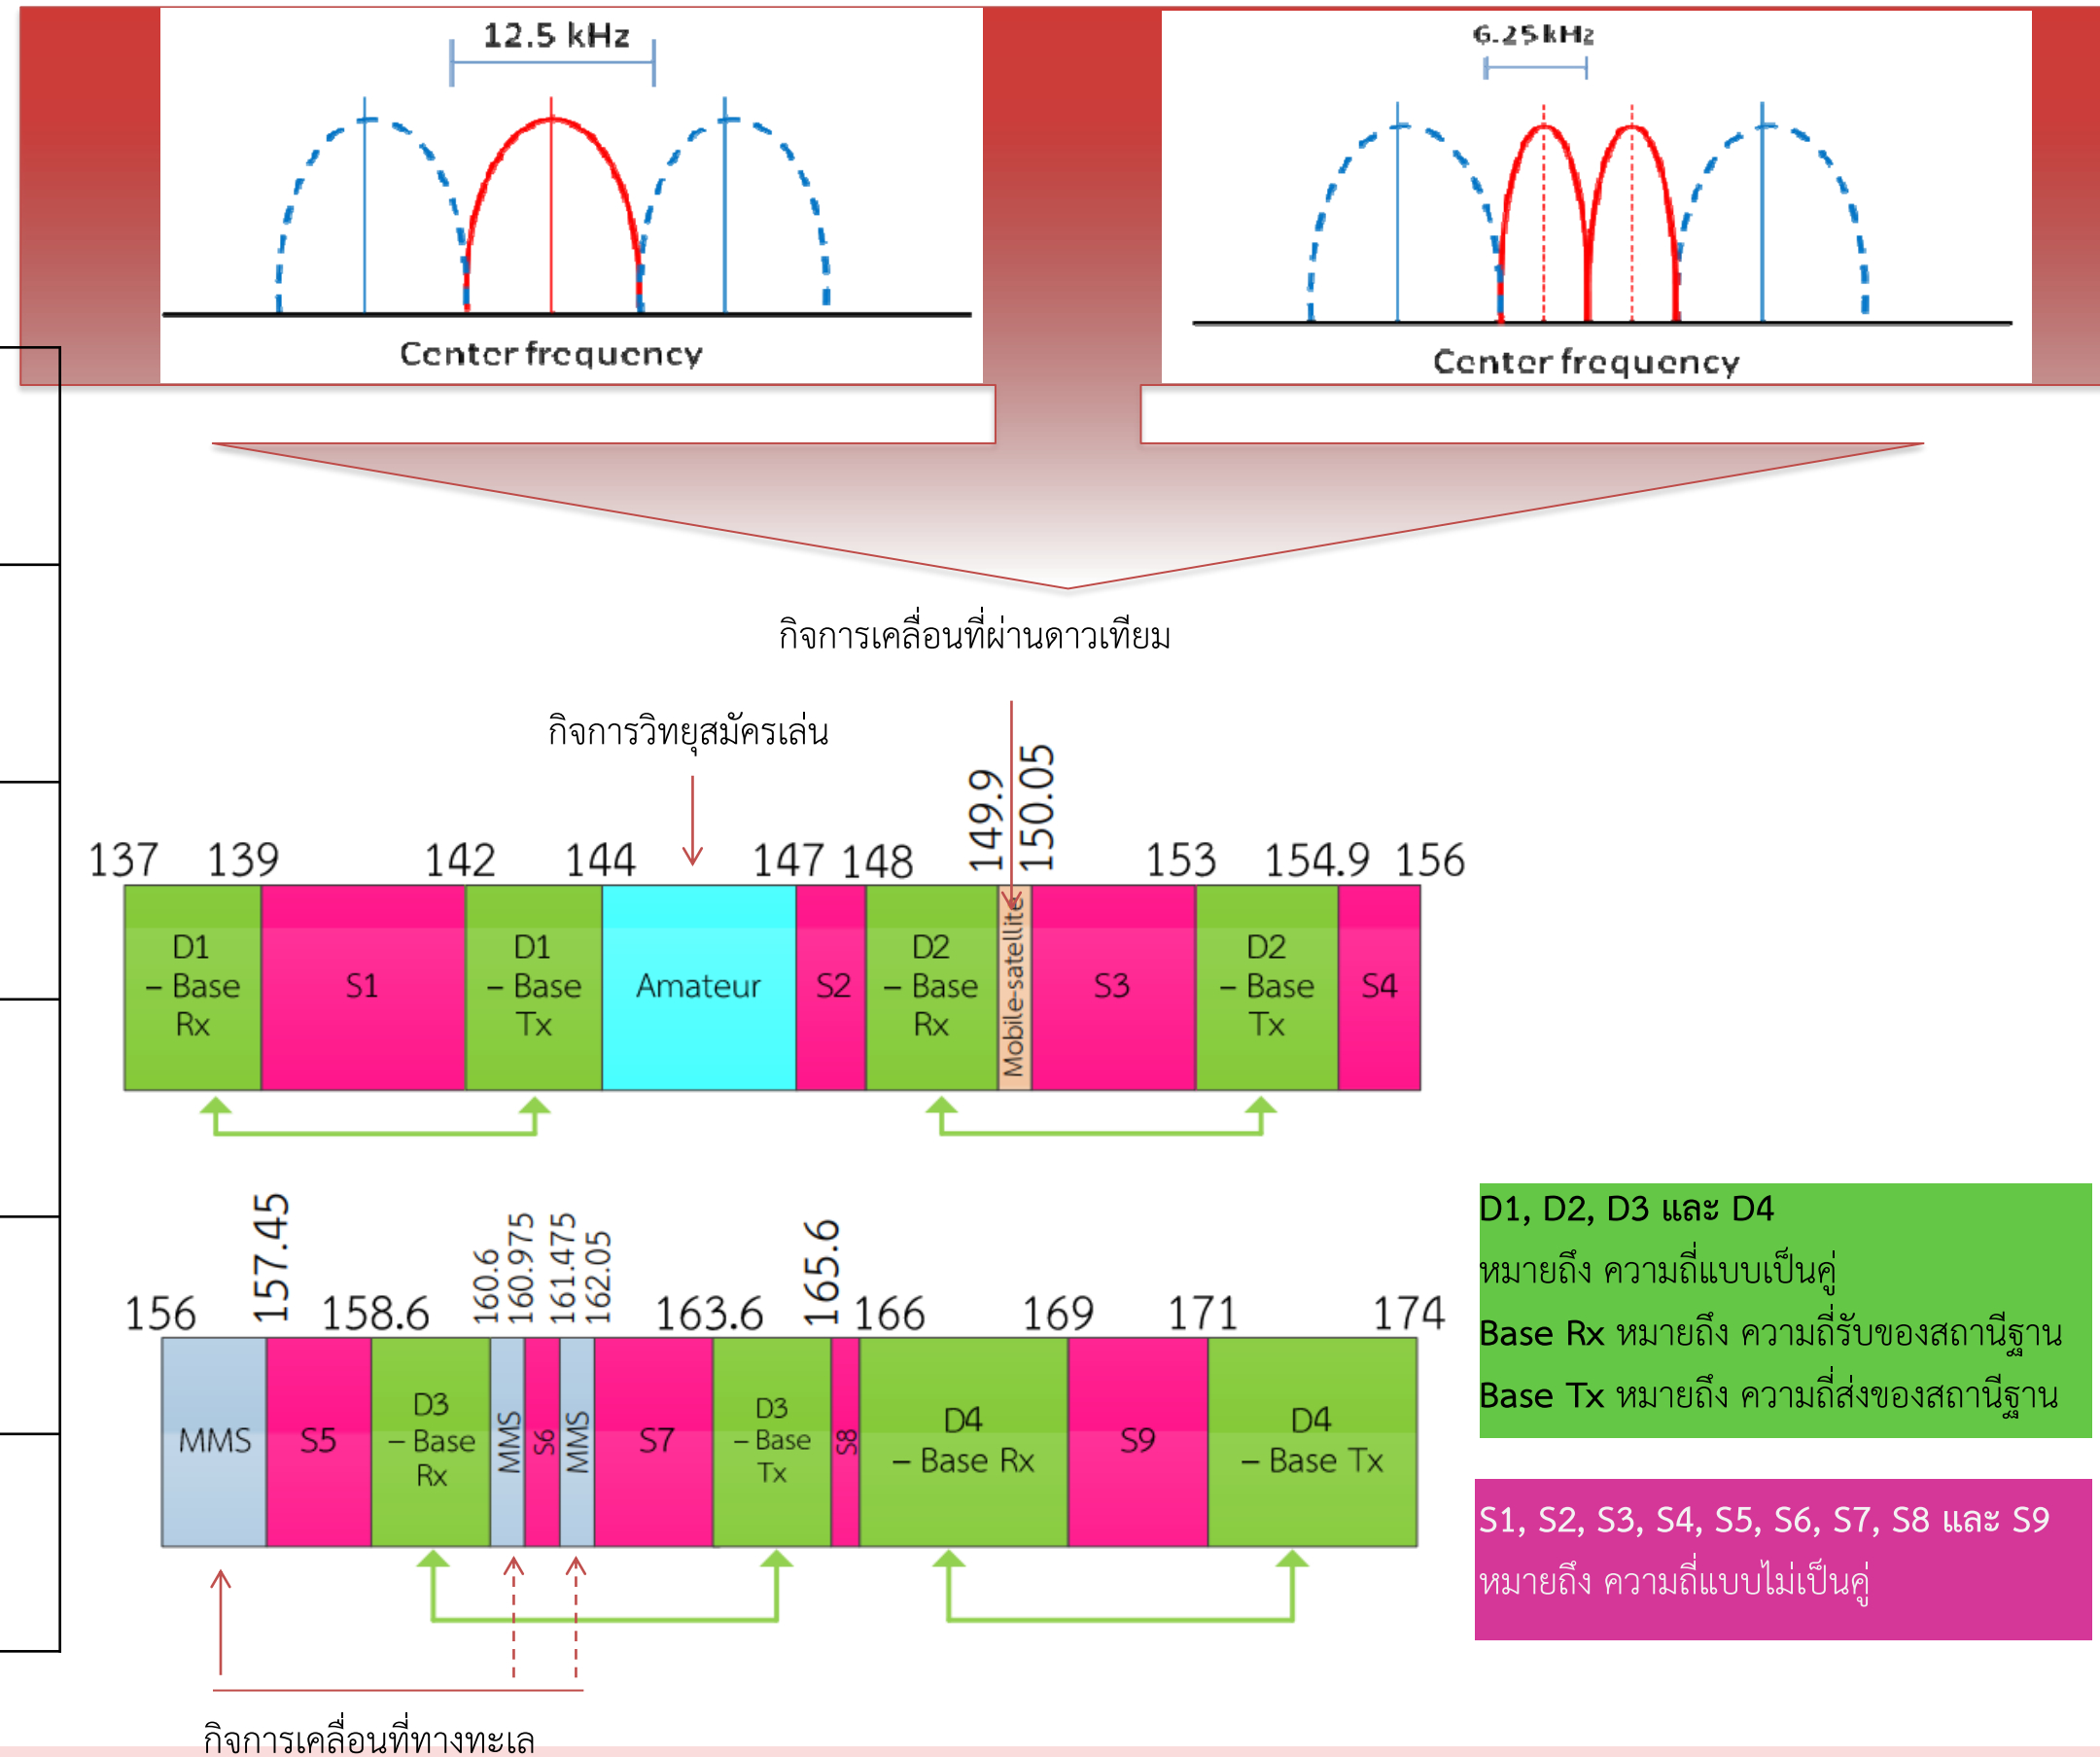 12.5 kHz
6.25 kHz
Center frequency
Center frequency
กิจการเคลื่อนที่ผ่านดาวเทียม
กิจการวิทยุสมัครเล่น
149.9
150.05
137 139 142 144 147 148 153 154.9 156
D1
– Base
Rx
S1
D1
– Base
Tx
Amateur
S2
D2
– Base
Rx
Mobile-satellite
S3
D2
– Base
Tx
S4
157.45
160.6
160.975
161.475
162.05
165.6
156 158.6 163.6 166 169 171 174
MMS
S5
D3
– Base
Rx
MMS
S6
MMS
S7
D3
– Base
Tx
S8
D4
– Base Rx
S9
D4
– Base Tx
D1, D2, D3 และ D4
หมายถึง ความถี่แบบเป็นคู่
Base Rx หมายถึง ความถี่รับของสถานีฐาน
Base Tx หมายถึง ความถี่ส่งของสถานีฐาน
S1, S2, S3, S4, S5, S6, S7, S8 และ S9
หมายถึง ความถี่แบบไม่เป็นคู่
กิจการเคลื่อนที่ทางทะเล